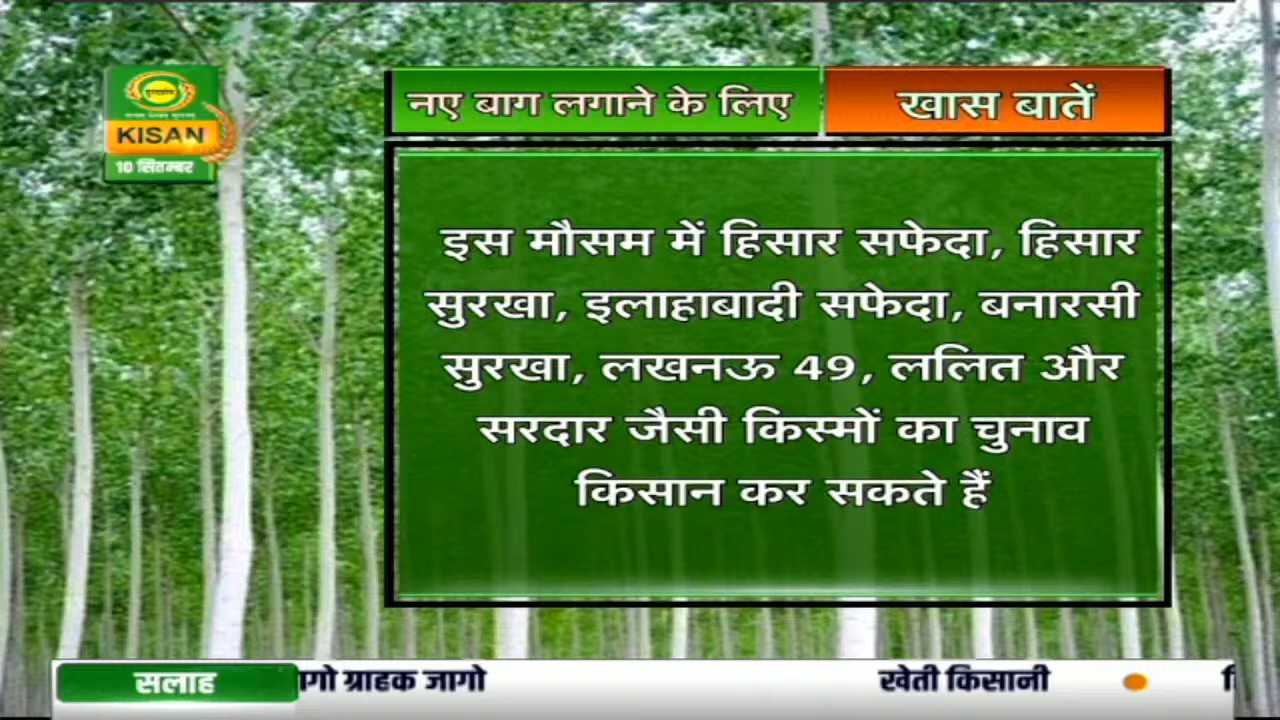 नए बाग लगाने के लिए
खास बातें
KISAN
10 सितम्बर
इस मौसम में हिसार सफेदा, हिसार
सुरखा, इलाहाबादी सफेदा, बनारसी
सुरखा, लखनऊ 49, ललित और
सरदार जैसी किस्मों का चुनाव
किसान कर सकते हैं
सलाह
ग्राहक जागो
खेती किसानी